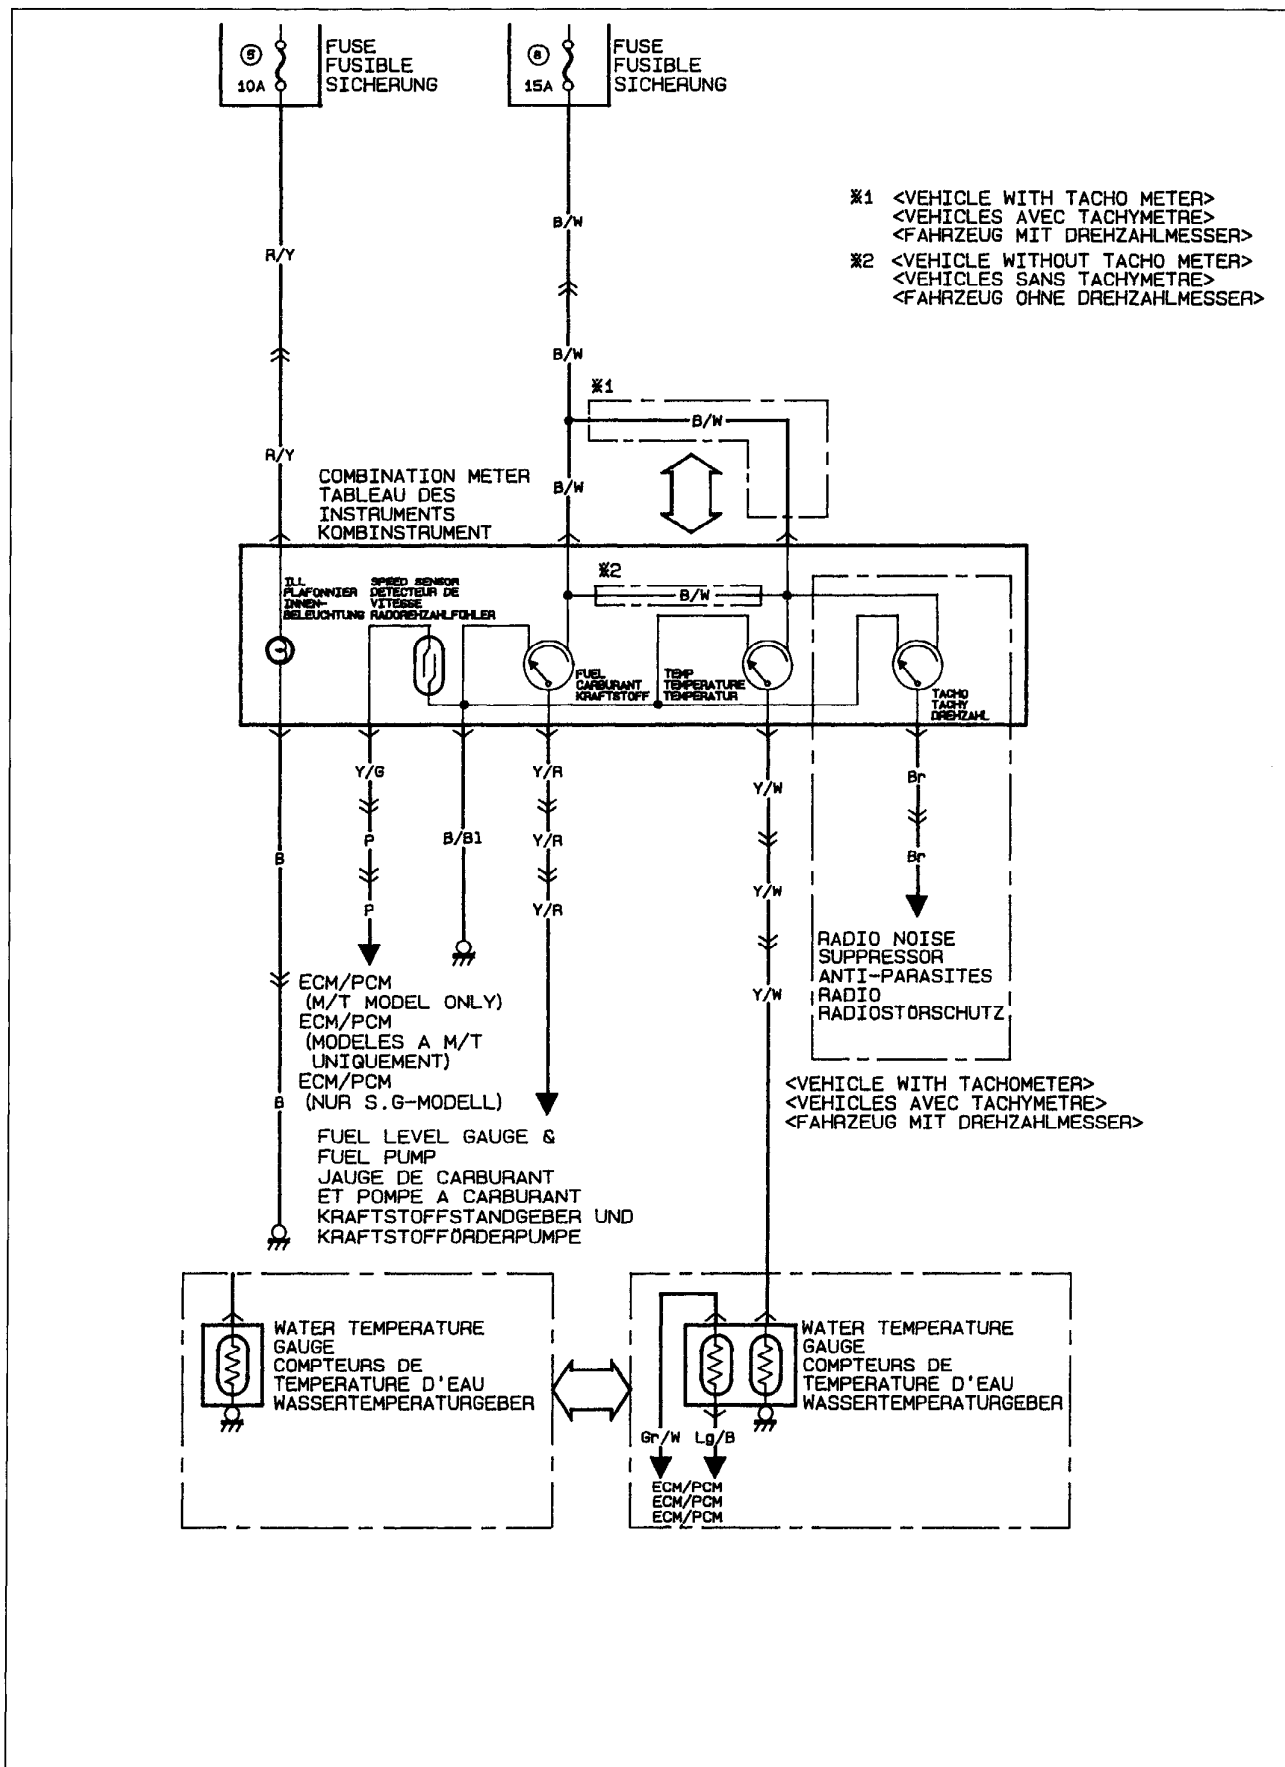 5
10A
FUSE
FUSIBLE
SICHERUNG
8
15A
FUSE
FUSIBLE
SICHERUNG
※1 <VEHICLE WITH TACHO METER>
<VEHICLES AVEC TACHYMETRE>
<FAHRZEUG MIT DREHZAHLMESSER>
※2 <VEHICLE WITHOUT TACHO METER>
<VEHICLES SANS TACHYMETRE>
<FAHRZEUG OHNE DREHZAHLMESSER>
B/W
R/Y
B/W
※1
B/W
R/Y
B/W
COMBINATION METER
TABLEAU DES
INSTRUMENTS
KOMBINSTRUMENT
※2
B/W
ILL
PLAFONNIER
INNEN-
BELEUCHTUNG
SPEED SENSOR
DETECTEUR DE
VITESSE
RADDREHZAHLFÖHLER
FUEL
CARBURANT
KRAFTSTOFF
TEMP
TEMPERATURE
TEMPERATUR
TACHO
TACHY
DREHZAHL
Y/G
Y/R
Y/W
Br
P
B/Bl
Y/R
B
Br
Y/W
P
Y/R
Y/W
ECM/PCM
(M/T MODEL ONLY)
ECM/PCM
(MODELES A M/T
UNIQUEMENT)
ECM/PCM
(NUR S.G-MODELL)
B
RADIO NOISE
SUPPRESSOR
ANTI-PARASITES
RADIO
RADIOSTÖRSCHUTZ
<VEHICLE WITH TACHOMETER>
<VEHICLES AVEC TACHYMETRE>
<FAHRZEUG MIT DREHZAHLMESSER>
FUEL LEVEL GAUGE &
FUEL PUMP
JAUGE DE CARBURANT
ET POMPE A CARBURANT
KRAFTSTOFFSTANDGEBER UND
KRAFTSTOFFÖRDERPUMPE
WATER TEMPERATURE
GAUGE
COMPTEURS DE
TEMPERATURE D'EAU
WASSERTEMPERATURGEBER
WATER TEMPERATURE
GAUGE
COMPTEURS DE
TEMPERATURE D'EAU
WASSERTEMPERATURGEBER
Gr/W
Lg/B
ECM/PCM
ECM/PCM
ECM/PCM